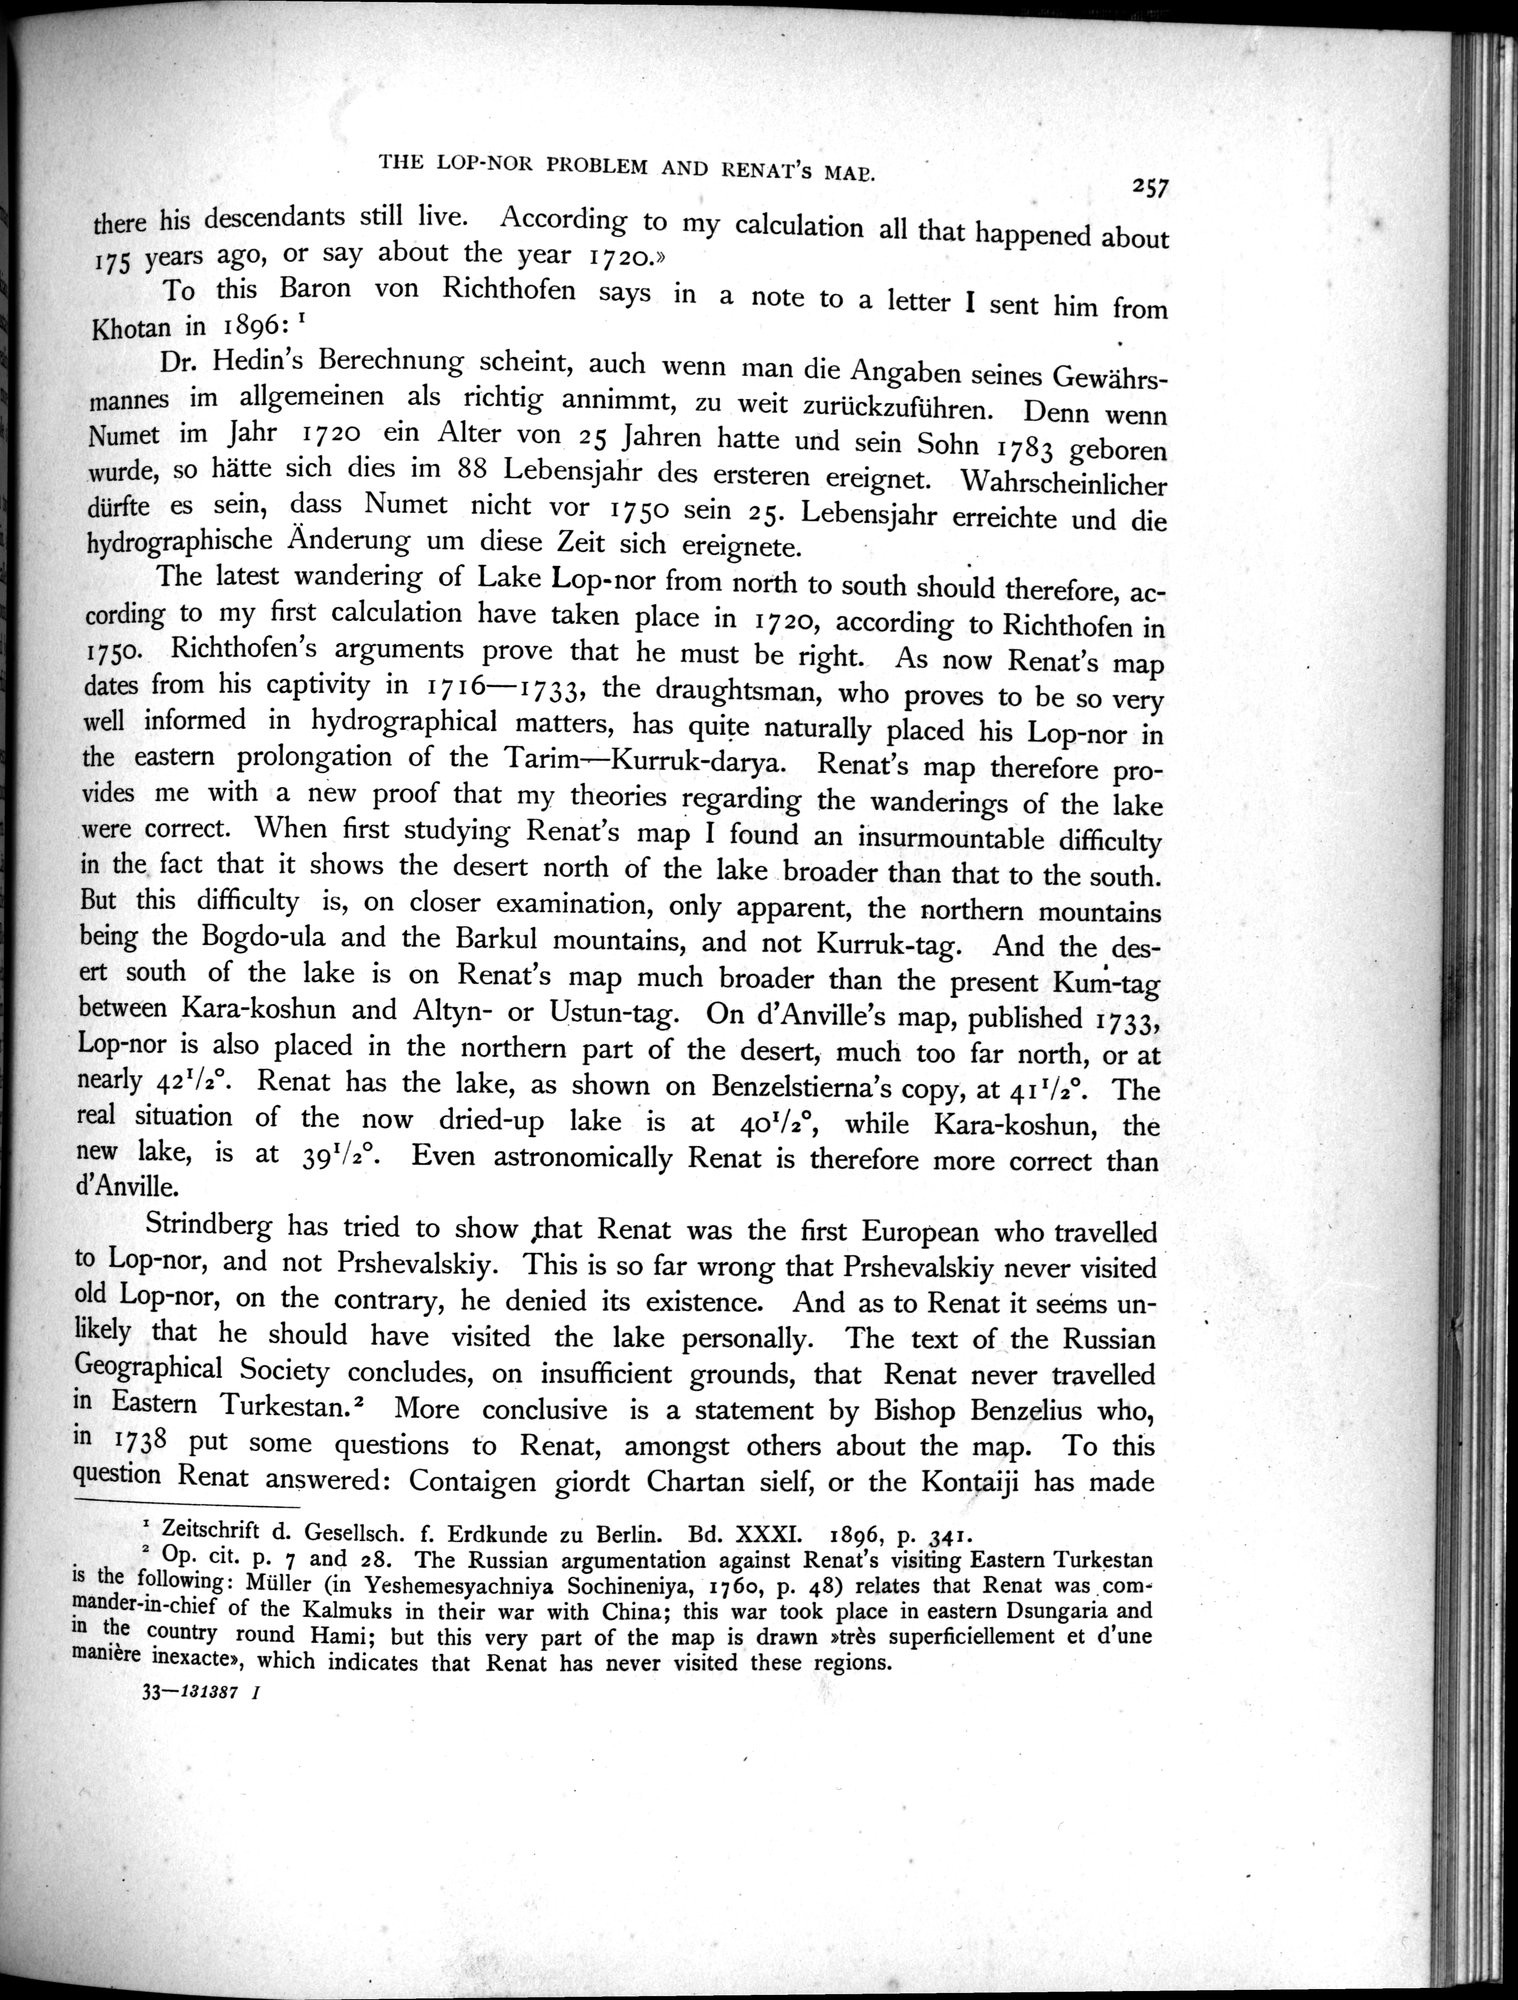 THE LOP-NOR PROBLEM AND RENAT'S MAP.
257
there his descendants still live. According to my calculation all that happened about
175 years ago, or say about the year 1720.»
To this Baron von Richthofen says in a note to a letter I sent him from
Khotan in 1896: ¹
Dr. Hedin's Berechnung scheint, auch wenn man die Angaben seines Gewährs-
mannes im allgemeinen als richtig annimmt, zu weit zurückzuführen. Denn wenn
Numet im Jahr 1720 ein Alter von 25 Jahren hatte und sein Sohn 1783 geboren
wurde, so hätte sich dies im 88 Lebensjahr des ersteren ereignet. Wahrscheinlicher
dürfte es sein, dass Numet nicht vor 1750 sein 25. Lebensjahr erreichte und die
hydrographische Änderung um diese Zeit sich ereignete.
The latest wandering of Lake Lop-nor from north to south should therefore, ac-
cording to my first calculation have taken place in 1720, according to Richthofen in
1750. Richthofen's arguments prove that he must be right. As now Renat's map
dates from his captivity in 1716—1733, the draughtsman, who proves to be so very
well informed in hydrographical matters, has quite naturally placed his Lop-nor in
the eastern prolongation of the Tarim—Kurruk-darya. Renat's map therefore pro-
vides me with a new proof that my theories regarding the wanderings of the lake
were correct. When first studying Renat's map I found an insurmountable difficulty
in the fact that it shows the desert north of the lake broader than that to the south.
But this difficulty is, on closer examination, only apparent, the northern mountains
being the Bogdo-ula and the Barkul mountains, and not Kurruk-tag. And the des-
ert south of the lake is on Renat's map much broader than the present Kum-tag
between Kara-koshun and Altyn- or Ustun-tag. On d'Anville's map, published 1733,
Lop-nor is also placed in the northern part of the desert, much too far north, or at
nearly 42¹/₂°. Renat has the lake, as shown on Benzelstierna's copy, at 41¹/₂°. The
real situation of the now dried-up lake is at 40¹/₂°, while Kara-koshun, the
new lake, is at 39¹/₂°. Even astronomically Renat is therefore more correct than
d'Anville.
Strindberg has tried to show that Renat was the first European who travelled
to Lop-nor, and not Prshevalskiy. This is so far wrong that Prshevalskiy never visited
old Lop-nor, on the contrary, he denied its existence. And as to Renat it seems un-
likely that he should have visited the lake personally. The text of the Russian
Geographical Society concludes, on insufficient grounds, that Renat never travelled
in Eastern Turkestan.² More conclusive is a statement by Bishop Benzelius who,
in 1738 put some questions to Renat, amongst others about the map. To this
question Renat answered: Contaigen giordt Chartan sielf, or the Kontaiji has made
¹ Zeitschrift d. Gesellsch. f. Erdkunde zu Berlin. Bd. XXXI. 1896, p. 341.
² Op. cit. p. 7 and 28. The Russian argumentation against Renat's visiting Eastern Turkestan
is the following: Müller (in Yeshemesyachniya Sochineniya, 1760, p. 48) relates that Renat was com-
mander-in-chief of the Kalmuks in their war with China; this war took place in eastern Dsungaria and
in the country round Hami; but this very part of the map is drawn »très superficiellement et d'une
manière inexacte», which indicates that Renat has never visited these regions.
33—131387 I